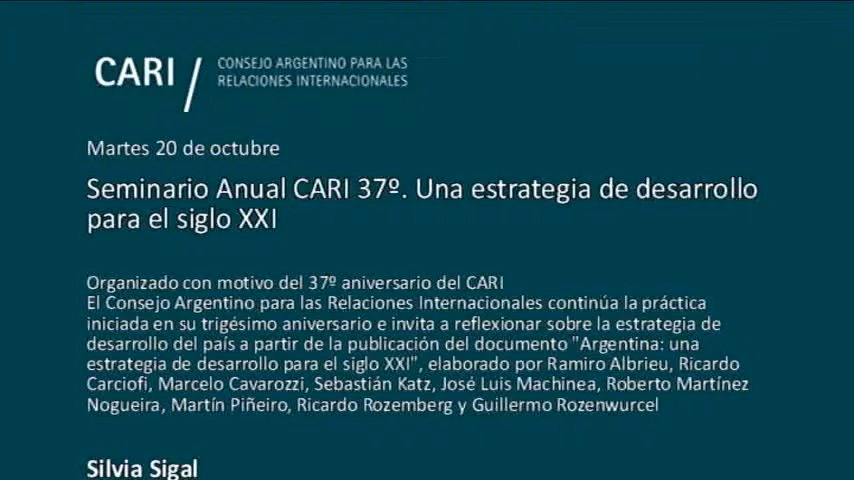 CARI/
CONSEJO ARGENTINO PARA LAS
RELACIONES INTERNACIONALES
Martes 20 de octubre
Seminario Anual CARI 37º. Una estrategia de desarrollo
para el siglo XXI
Organizado con motivo del 37º aniversario del CARI
El Consejo Argentino para las Relaciones Internacionales continúa la práctica
iniciada en su trigésimo aniversario e invita a reflexionar sobre la estrategia de
desarrollo del país a partir de la publicación del documento "Argentina: una
estrategia de desarrollo para el siglo XXI", elaborado por Ramiro Albrieu, Ricardo
Carciofi, Marcelo Cavarozzi, Sebastián Katz, José Luis Machinea, Roberto Martínez
Nogueira, Martín Piñeiro, Ricardo Rozemberg y Guillermo Rozenwurcel
Silvia Sigal